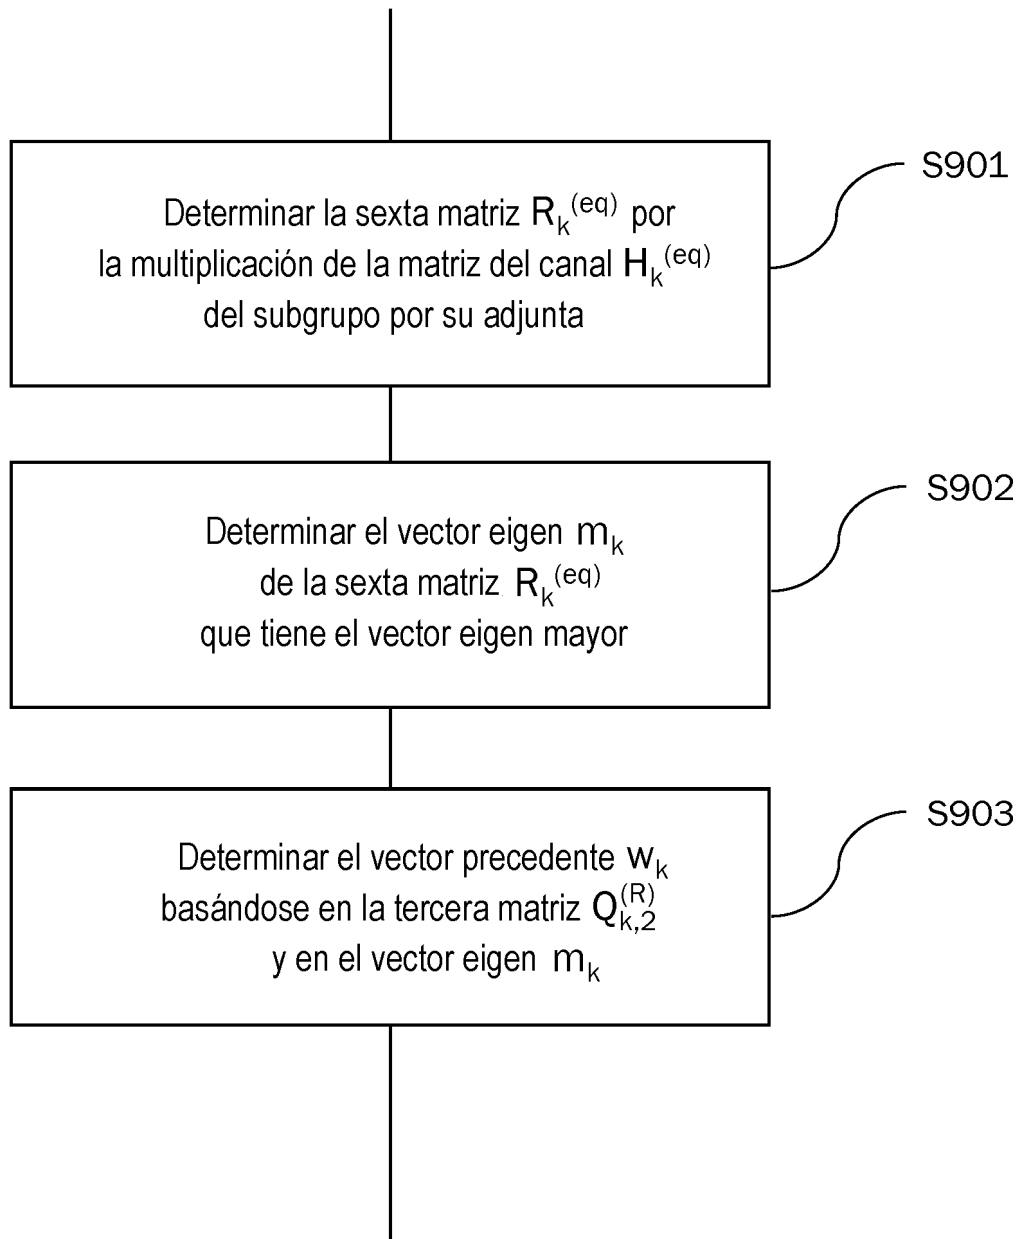 S901
Determinar la sexta matriz R_k^(eq) por
la multiplicación de la matriz del canal H_k^(eq)
del subgrupo por su adjunta
S902
Determinar el vector eigen m_k
de la sexta matriz R_k^(eq)
que tiene el vector eigen mayor
S903
Determinar el vector precedente w_k
basándose en la tercera matriz Q_k,2^(R)
y en el vector eigen m_k